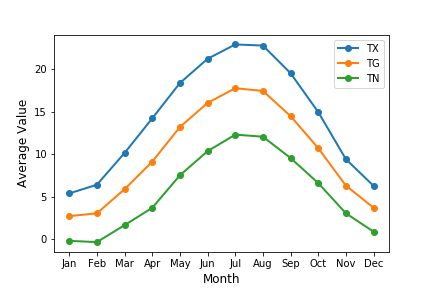 TX
TG
TN
Average Value
20
15
10
5
0
Jan Feb Mar Apr May Jun Jul Aug Sep Oct Nov Dec
Month